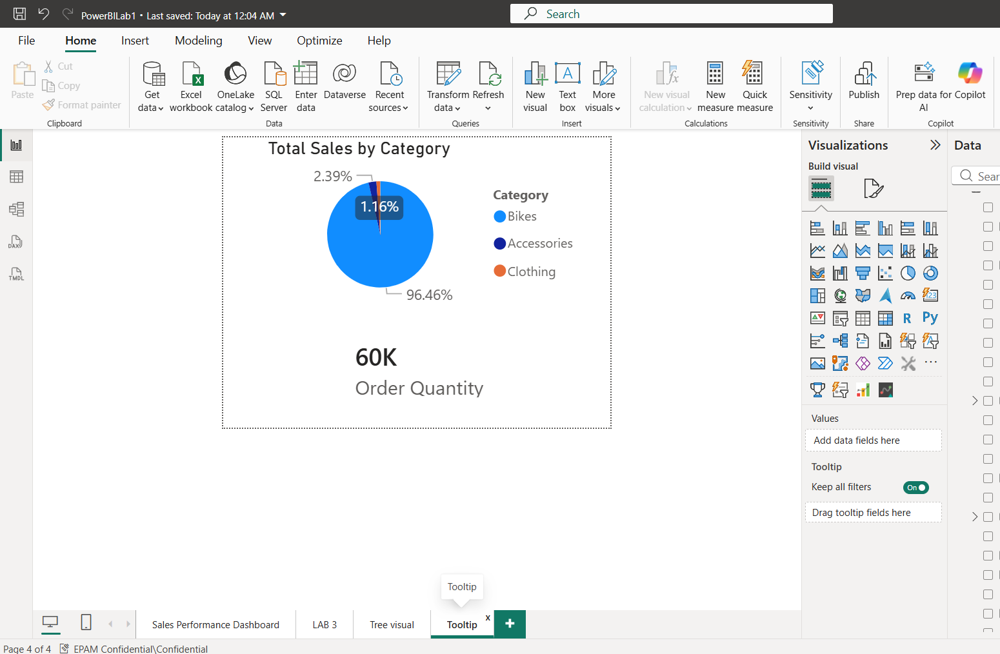 PowerBILab1 • Last saved: Today at 12:04 AM
Search
File Home Insert Modeling View Optimize Help
Paste
Cut
Copy
Format painter
Clipboard
Get data
Excel workbook
OneLake catalog
SQL Server
Enter data
Dataverse
Recent sources
Data
Transform data
Refresh
Queries
New visual
Text box
More visuals
Insert
New visual calculation
New measure
Quick measure
Calculations
Sensitivity
Sensitivity
Publish
Share
Prep data for AI
Copilot
Copilot
DAX
TMDL
Total Sales by Category
2.39%
1.16%
96.46%
Category
Bikes
Accessories
Clothing
60K
Order Quantity
Visualizations
Build visual
123
R
Py
Values
Add data fields here
Tooltip
Keep all filters
On
Drag tooltip fields here
Data
Sear
Tooltip
Sales Performance Dashboard
LAB 3
Tree visual
Tooltip
x
+
Page 4 of 4
EPAM Confidential\Confidential